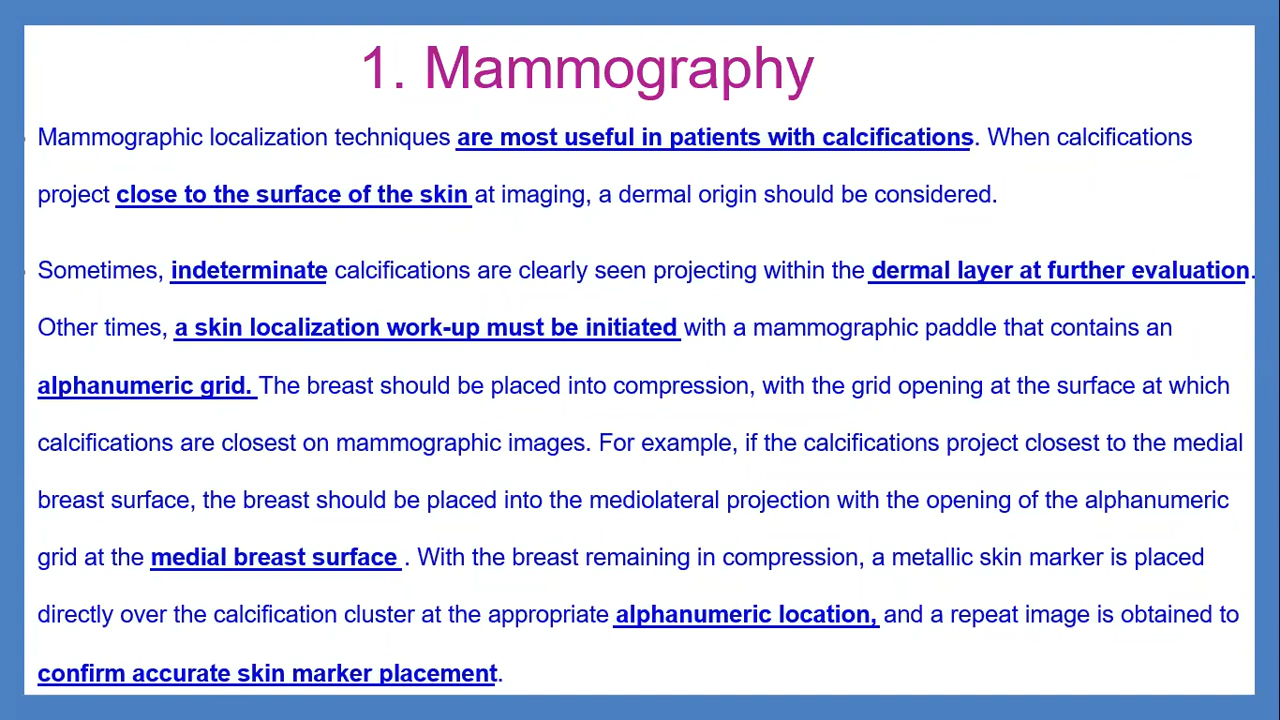 1. Mammography
Mammographic localization techniques are most useful in patients with calcifications. When calcifications
project close to the surface of the skin at imaging, a dermal origin should be considered.
Sometimes, indeterminate calcifications are clearly seen projecting within the dermal layer at further evaluation.
Other times, a skin localization work-up must be initiated with a mammographic paddle that contains an
alphanumeric grid. The breast should be placed into compression, with the grid opening at the surface at which
calcifications are closest on mammographic images. For example, if the calcifications project closest to the medial
breast surface, the breast should be placed into the mediolateral projection with the opening of the alphanumeric
grid at the medial breast surface . With the breast remaining in compression, a metallic skin marker is placed
directly over the calcification cluster at the appropriate alphanumeric location, and a repeat image is obtained to
confirm accurate skin marker placement.